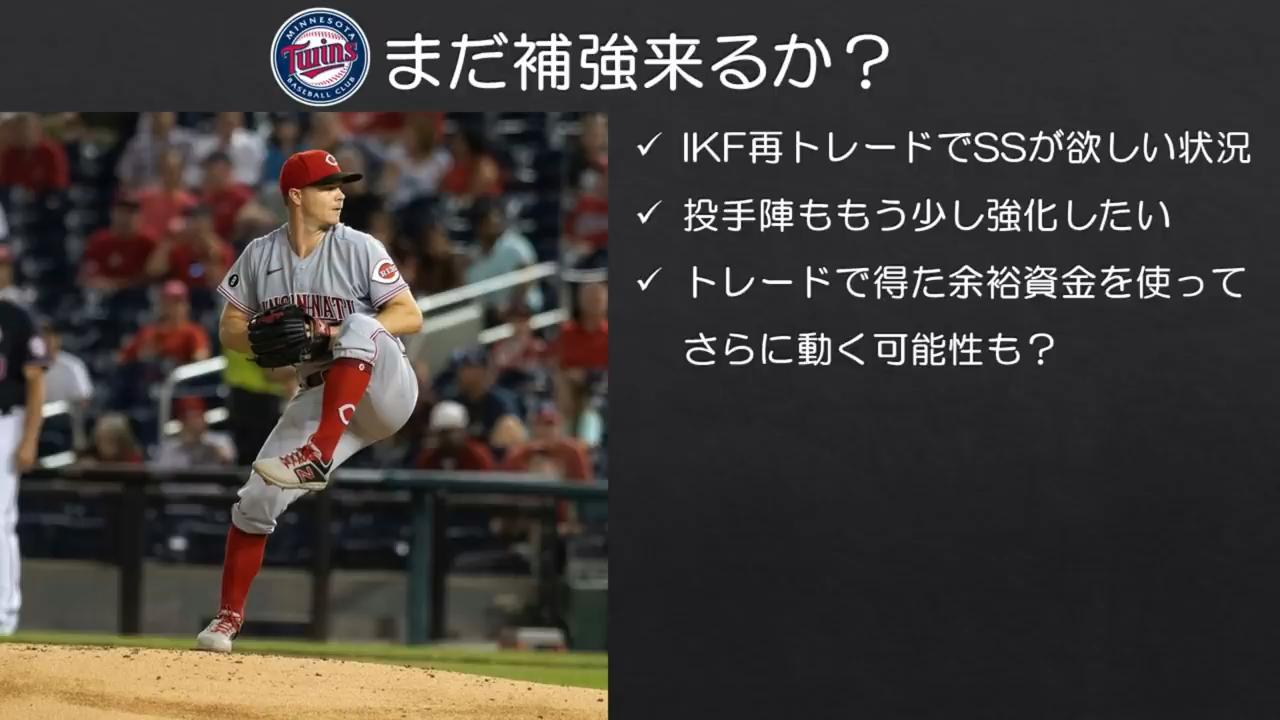 MINNESOTA
Twins
BASEBALL CLUB
まだ補強来るか？
✓ IKF再トレードでSSが欲しい状況
✓ 投手陣ももう少し強化したい
✓ トレードで得た余裕資金を使って
さらに動く可能性も？
REDS
CINCINNATI